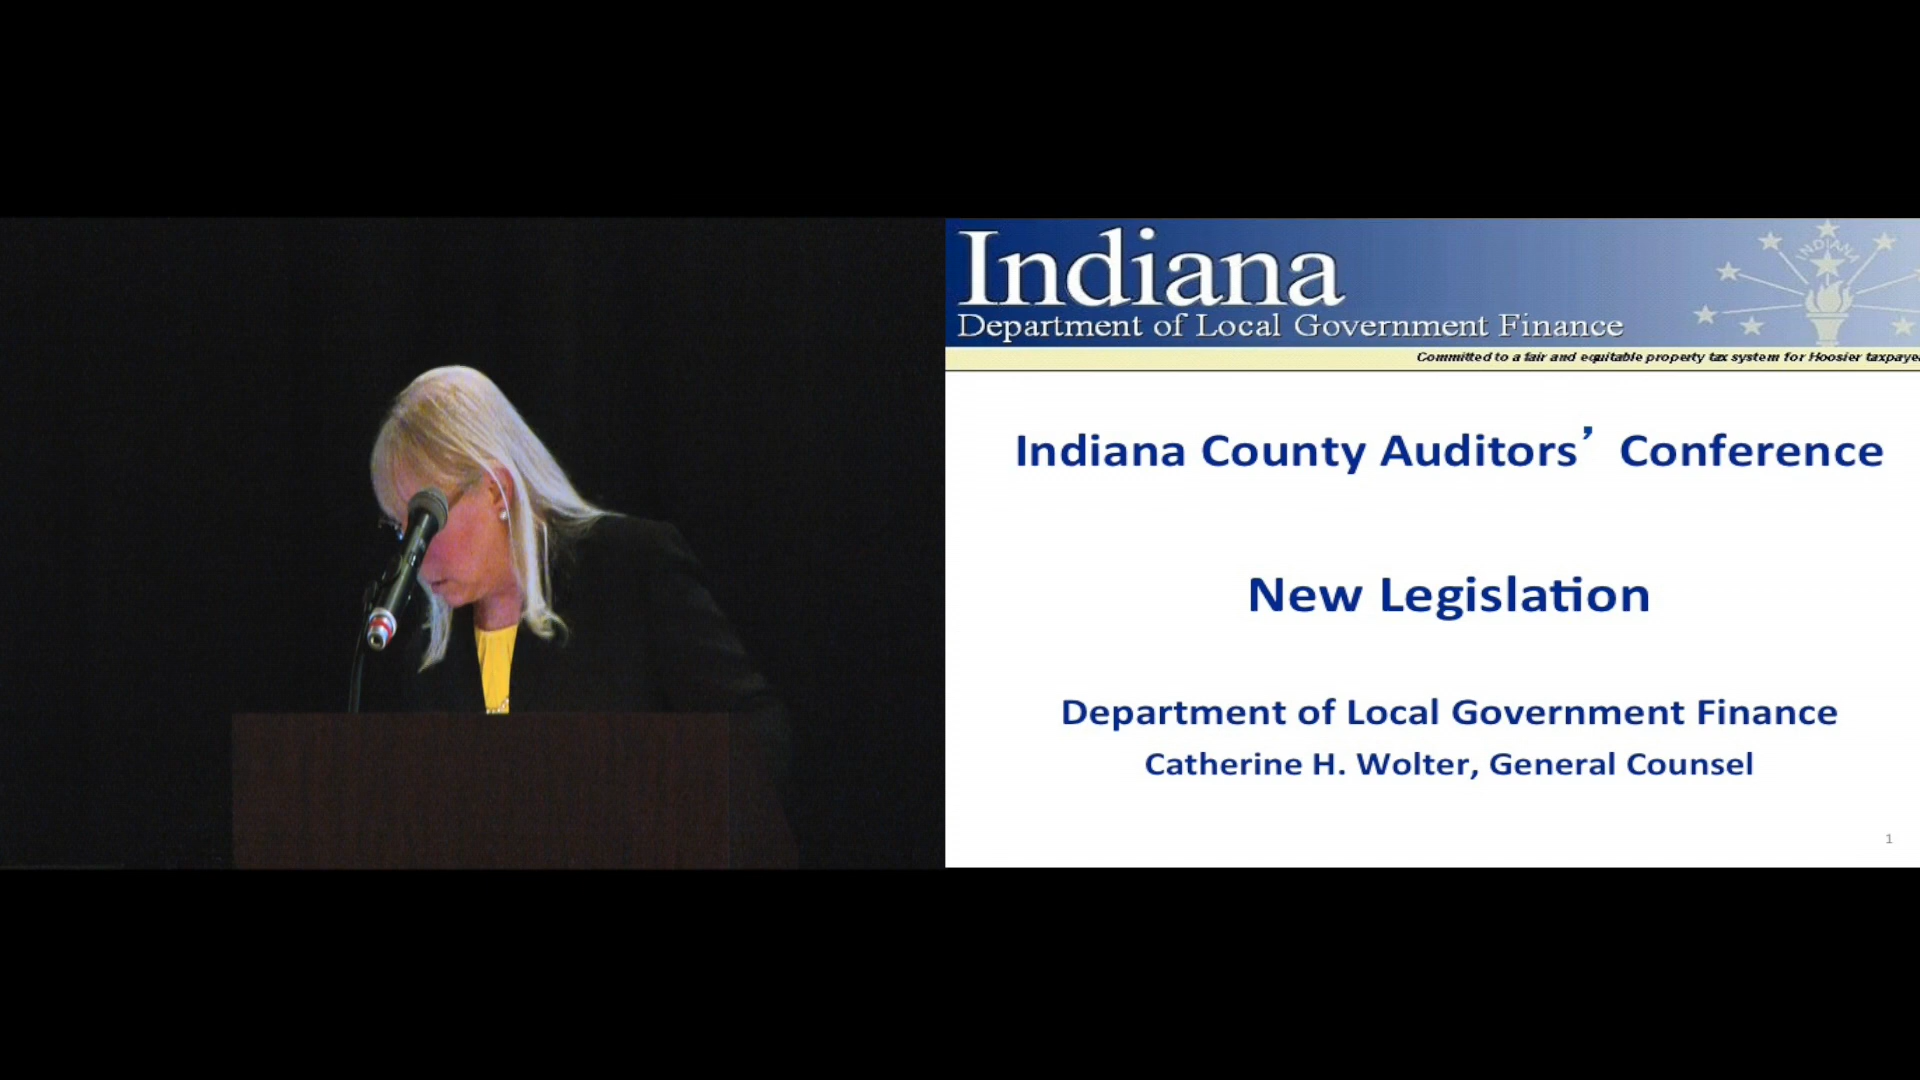 Indiana
INDIANA
Department of Local Government Finance
Committed to a fair and equitable property tax system for Hoosier
Indiana County Auditors’ Conference
New Legislation
Department of Local Government Finance
Catherine H. Wolter, General Counsel
1